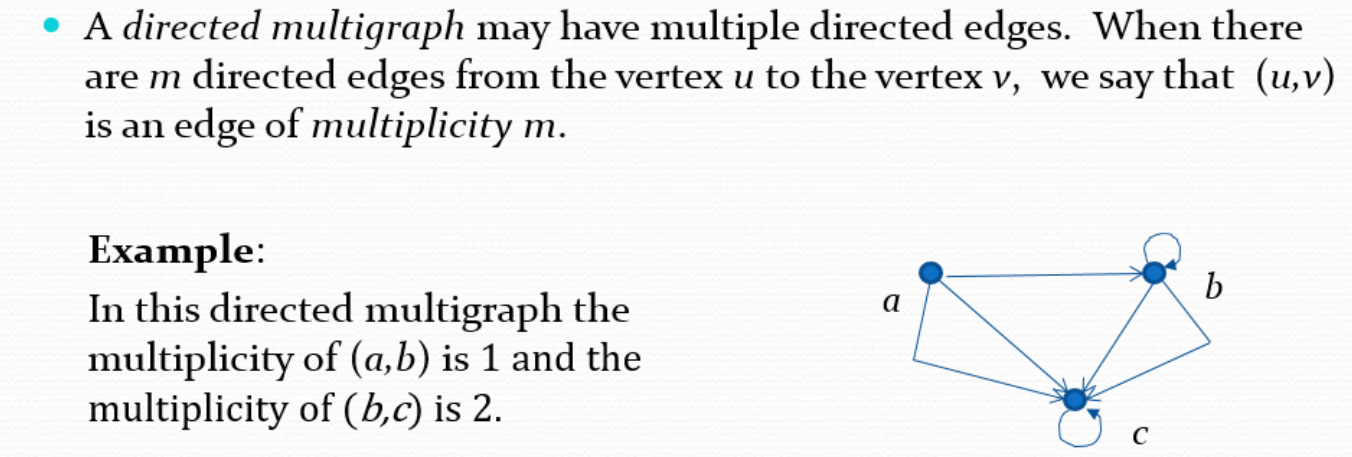 • A directed multigraph may have multiple directed edges. When there
are m directed edges from the vertex u to the vertex v, we say that (u,v)
is an edge of multiplicity m.
Example:
In this directed multigraph the
multiplicity of (a,b) is 1 and the
multiplicity of (b,c) is 2.
a
b
c